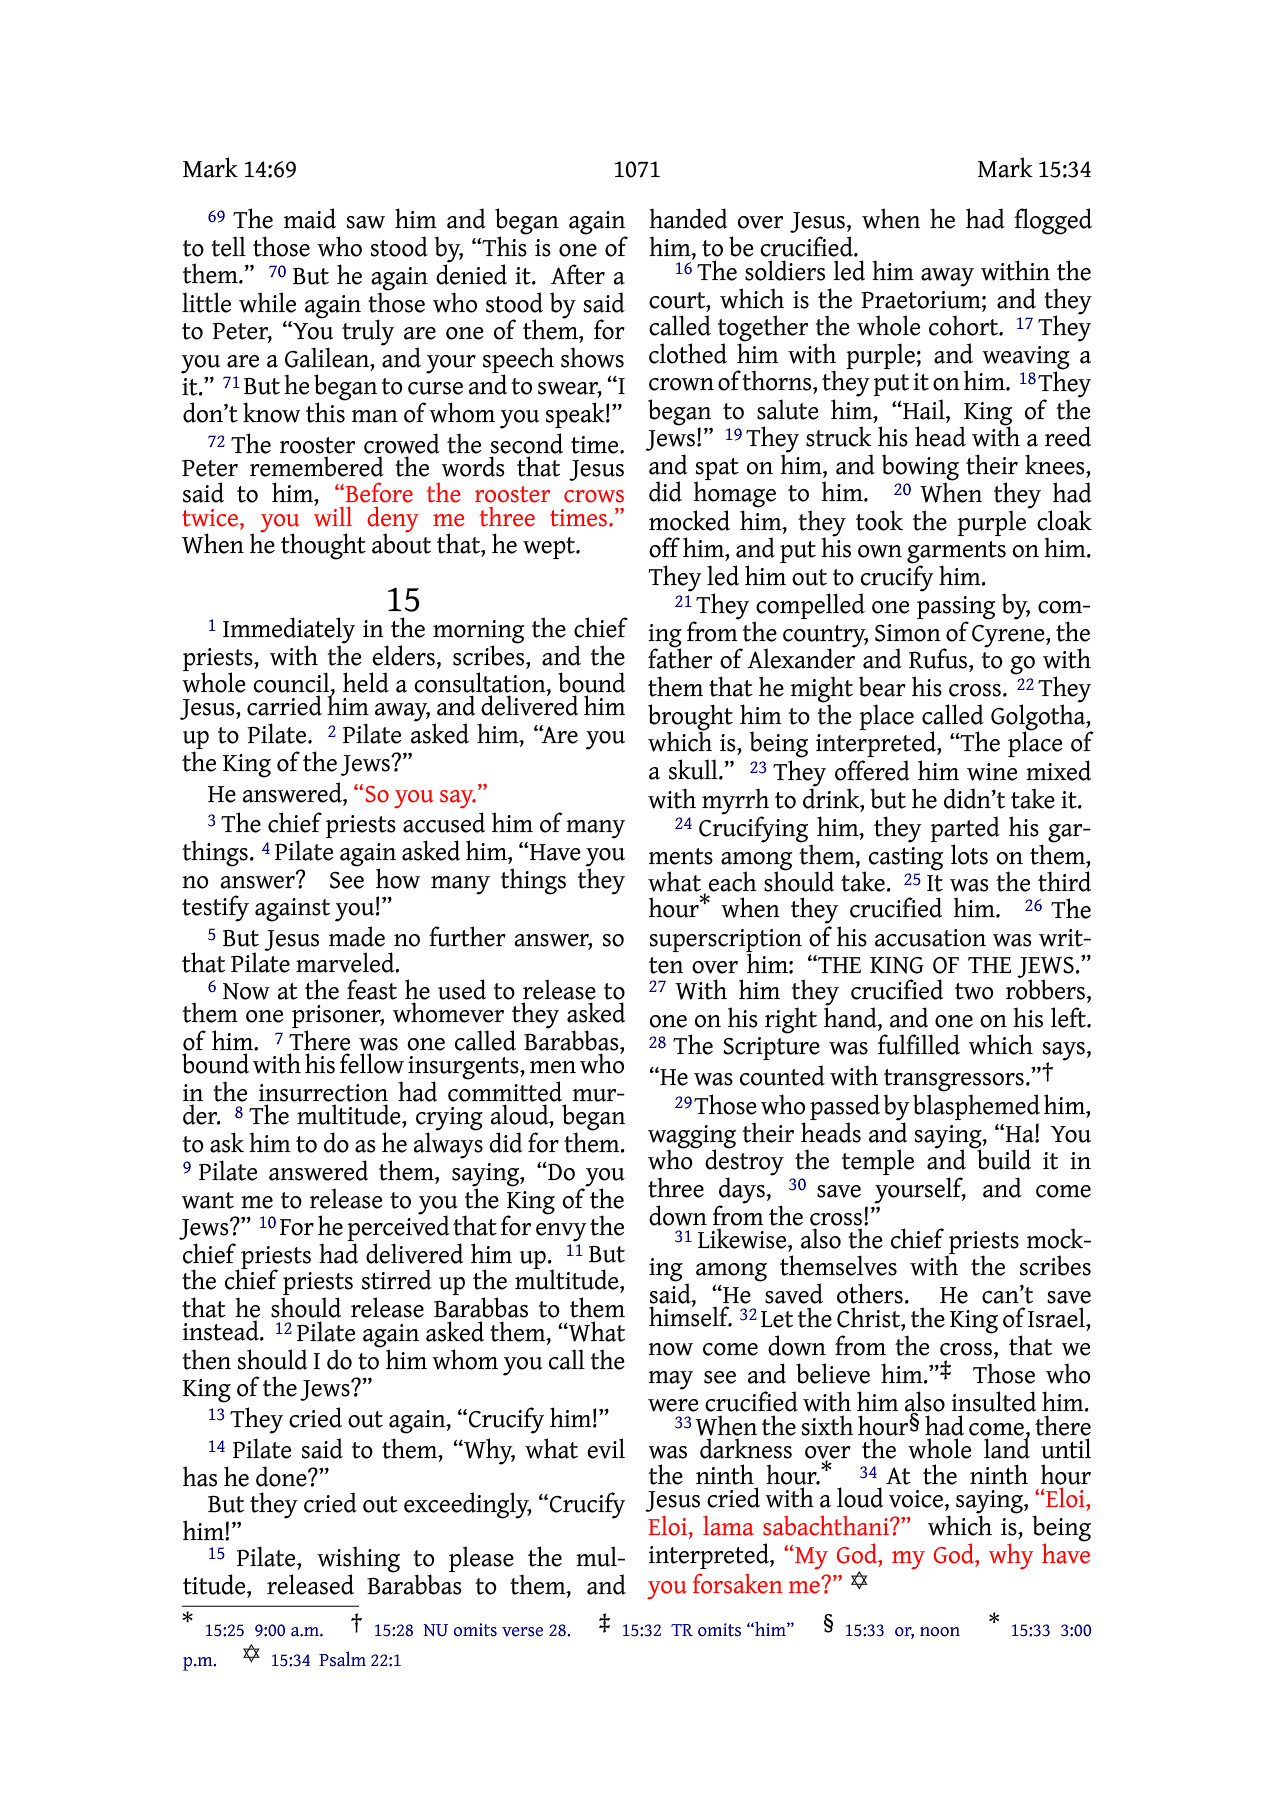 Mark 14:69 1071 Mark 15:34
69 The maid saw him and began again
to tell those who stood by, “This is one of
them.” 70 But he again denied it. After a
little while again those who stood by said
to Peter, “You truly are one of them, for
you are a Galilean, and your speech shows
it.” 71 But he began to curse and to swear, “I
don’t know this man of whom you speak!”
72 The rooster crowed the second time.
Peter remembered the words that Jesus
said to him, “Before the rooster crows
twice, you will deny me three times.”
When he thought about that, he wept.
15
1 Immediately in the morning the chief
priests, with the elders, scribes, and the
whole council, held a consultation, bound
Jesus, carried him away, and delivered him
up to Pilate. 2 Pilate asked him, “Are you
the King of the Jews?”
He answered, “So you say.”
3 The chief priests accused him of many
things. 4 Pilate again asked him, “Have you
no answer? See how many things they
testify against you!”
5 But Jesus made no further answer, so
that Pilate marveled.
6 Now at the feast he used to release to
them one prisoner, whomever they asked
of him. 7 There was one called Barabbas,
bound with his fellow insurgents, men who
in the insurrection had committed mur-
der. 8 The multitude, crying aloud, began
to ask him to do as he always did for them.
9 Pilate answered them, saying, “Do you
want me to release to you the King of the
Jews?” 10 For he perceived that for envy the
chief priests had delivered him up. 11 But
the chief priests stirred up the multitude,
that he should release Barabbas to them
instead. 12 Pilate again asked them, “What
then should I do to him whom you call the
King of the Jews?”
13 They cried out again, “Crucify him!”
14 Pilate said to them, “Why, what evil
has he done?”
But they cried out exceedingly, “Crucify
him!”
15 Pilate, wishing to please the mul-
titude, released Barabbas to them, and
handed over Jesus, when he had flogged
him, to be crucified.
16 The soldiers led him away within the
court, which is the Praetorium; and they
called together the whole cohort. 17 They
clothed him with purple; and weaving a
crown of thorns, they put it on him. 18 They
began to salute him, “Hail, King of the
Jews!” 19 They struck his head with a reed
and spat on him, and bowing their knees,
did homage to him. 20 When they had
mocked him, they took the purple cloak
off him, and put his own garments on him.
They led him out to crucify him.
21 They compelled one passing by, com-
ing from the country, Simon of Cyrene, the
father of Alexander and Rufus, to go with
them that he might bear his cross. 22 They
brought him to the place called Golgotha,
which is, being interpreted, “The place of
a skull.” 23 They offered him wine mixed
with myrrh to drink, but he didn’t take it.
24 Crucifying him, they parted his gar-
ments among them, casting lots on them,
what each should take. 25 It was the third
hour* when they crucified him. 26 The
superscription of his accusation was writ-
ten over him: “THE KING OF THE JEWS.”
27 With him they crucified two robbers,
one on his right hand, and one on his left.
28 The Scripture was fulfilled which says,
“He was counted with transgressors.”†
29 Those who passed by blasphemed him,
wagging their heads and saying, “Ha! You
who destroy the temple and build it in
three days, 30 save yourself, and come
down from the cross!”
31 Likewise, also the chief priests mock-
ing among themselves with the scribes
said, “He saved others. He can’t save
himself. 32 Let the Christ, the King of Israel,
now come down from the cross, that we
may see and believe him.”‡ Those who
were crucified with him also insulted him.
33 When the sixth hour§ had come, there
was darkness over the whole land until
the ninth hour.* 34 At the ninth hour
Jesus cried with a loud voice, saying, “Eloi,
Eloi, lama sabachthani?” which is, being
interpreted, “My God, my God, why have
you forsaken me?” ✡
* 15:25 9:00 a.m. † 15:28 NU omits verse 28. ‡ 15:32 TR omits “him” § 15:33 or, noon * 15:33 3:00
p.m. ✡ 15:34 Psalm 22:1